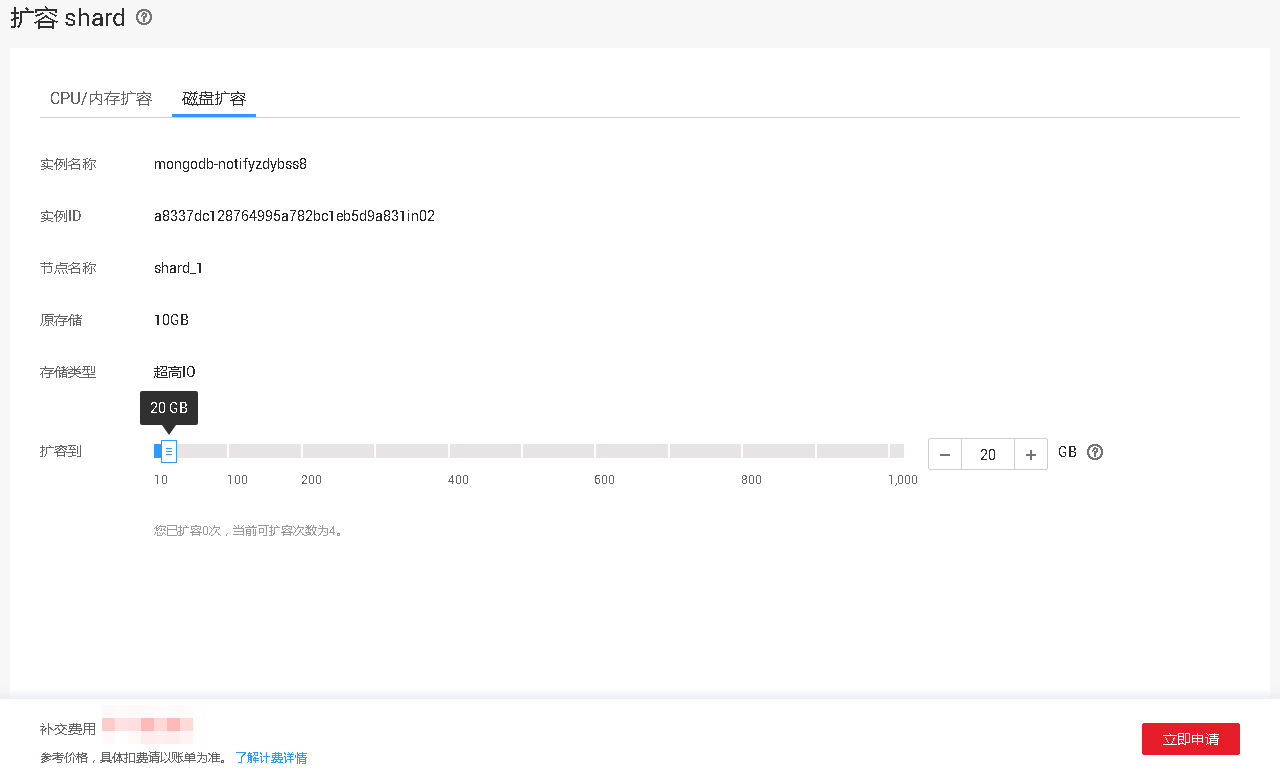 扩容 shard
CPU/内存扩容 磁盘扩容
实例名称 mongodb-notifyzdybss8
实例ID a8337dc128764995a782bc1eb5d9a831in02
节点名称 shard_1
原存储 10GB
存储类型 超高IO
20 GB
扩容到 20 GB
10 100 200 400 600 800 1,000
您已扩容0次，当前可扩容次数为4。
补交费用
参考价格，具体扣费请以账单为准。 了解计费详情
立即申请